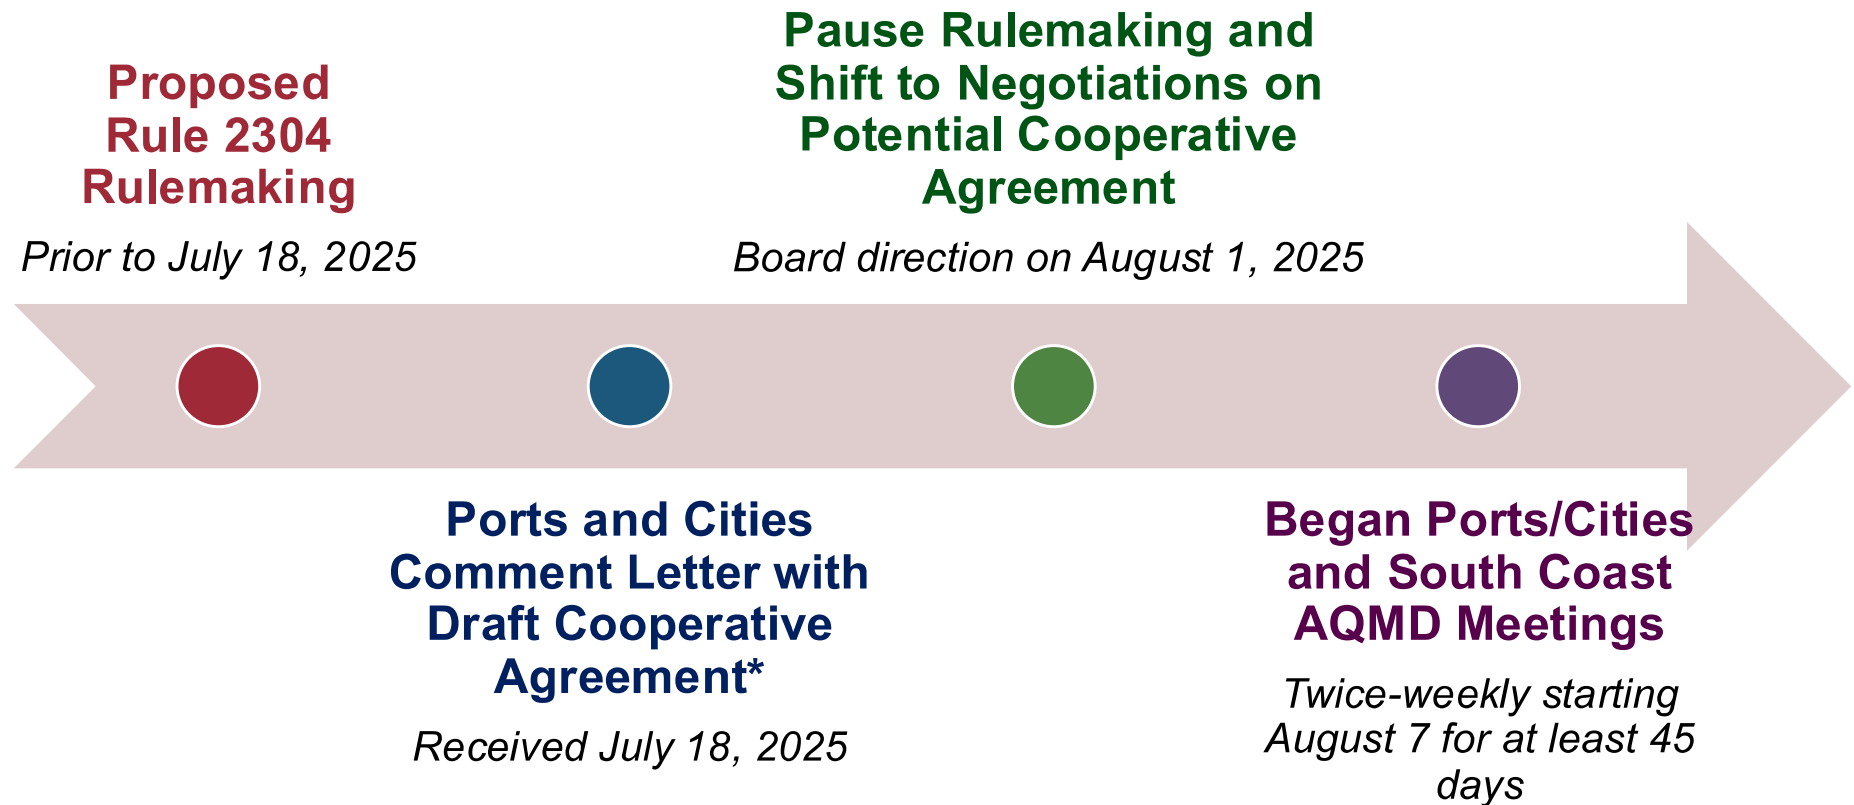 Proposed
Rule 2304
Rulemaking
Prior to July 18, 2025
Ports and Cities
Comment Letter with
Draft Cooperative
Agreement*
Received July 18, 2025
Pause Rulemaking and
Shift to Negotiations on
Potential Cooperative
Agreement
Board direction on August 1, 2025
Began Ports/Cities
and South Coast
AQMD Meetings
Twice-weekly starting
August 7 for at least 45
days